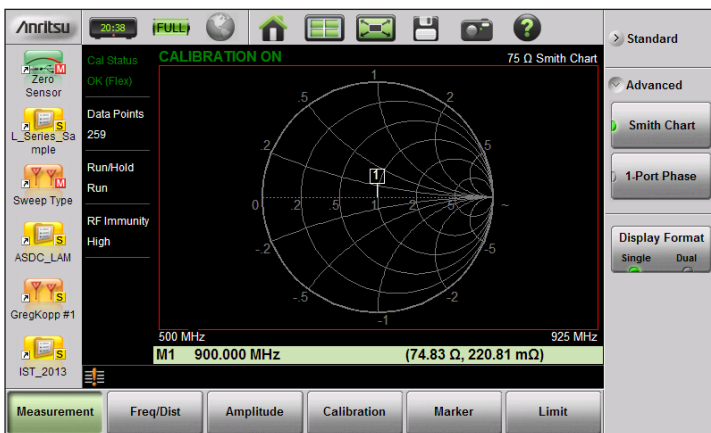 Anritsu
20:38
FULL
?
Zero
Sensor
L_Series_Sa
mple
Sweep Type
ASDC_LAM
GregKopp #1
IST_2013
M
S
M
S
S
S
Cal Status
OK (Flex)
Data Points
259
Run/Hold
Run
RF Immunity
High
CALIBRATION ON
75 Ω Smith Chart
1
.5
2
.2
5
1
0
.2
.5
1
2
5
~
-.2
-5
-.5
-2
-1
500 MHz
925 MHz
M1 900.000 MHz (74.83 Ω, 220.81 mΩ)
Standard
Advanced
Smith Chart
1-Port Phase
Display Format
Single Dual
Measurement
Freq/Dist
Amplitude
Calibration
Marker
Limit